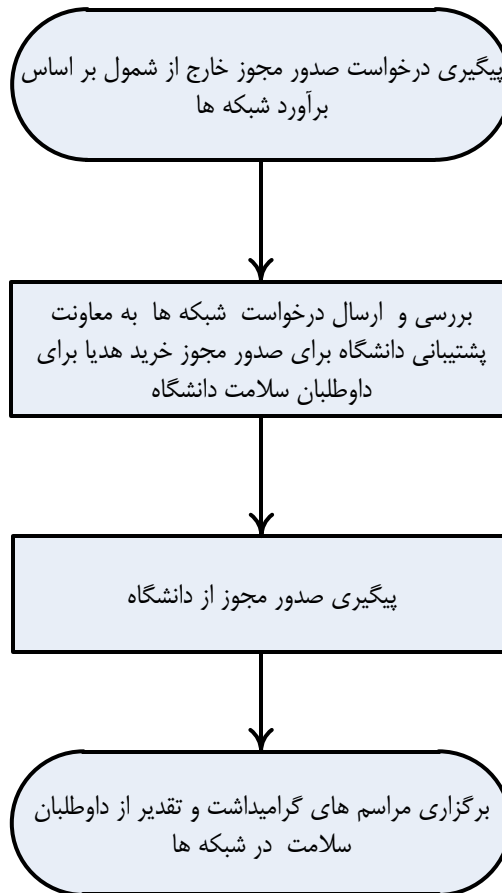 پیگیری درخواست صدور مجوز خارج از شمول بر اساس
برآورد شبکه ها
بررسی و ارسال درخواست شبکه ها به معاونت
پشتیبانی دانشگاه برای صدور مجوز خرید هدیا برای
داوطلبان سلامت دانشگاه
پیگیری صدور مجوز از دانشگاه
برگزاری مراسم های گرامیداشت و تقدیر از داوطلبان
سلامت در شبکه ها